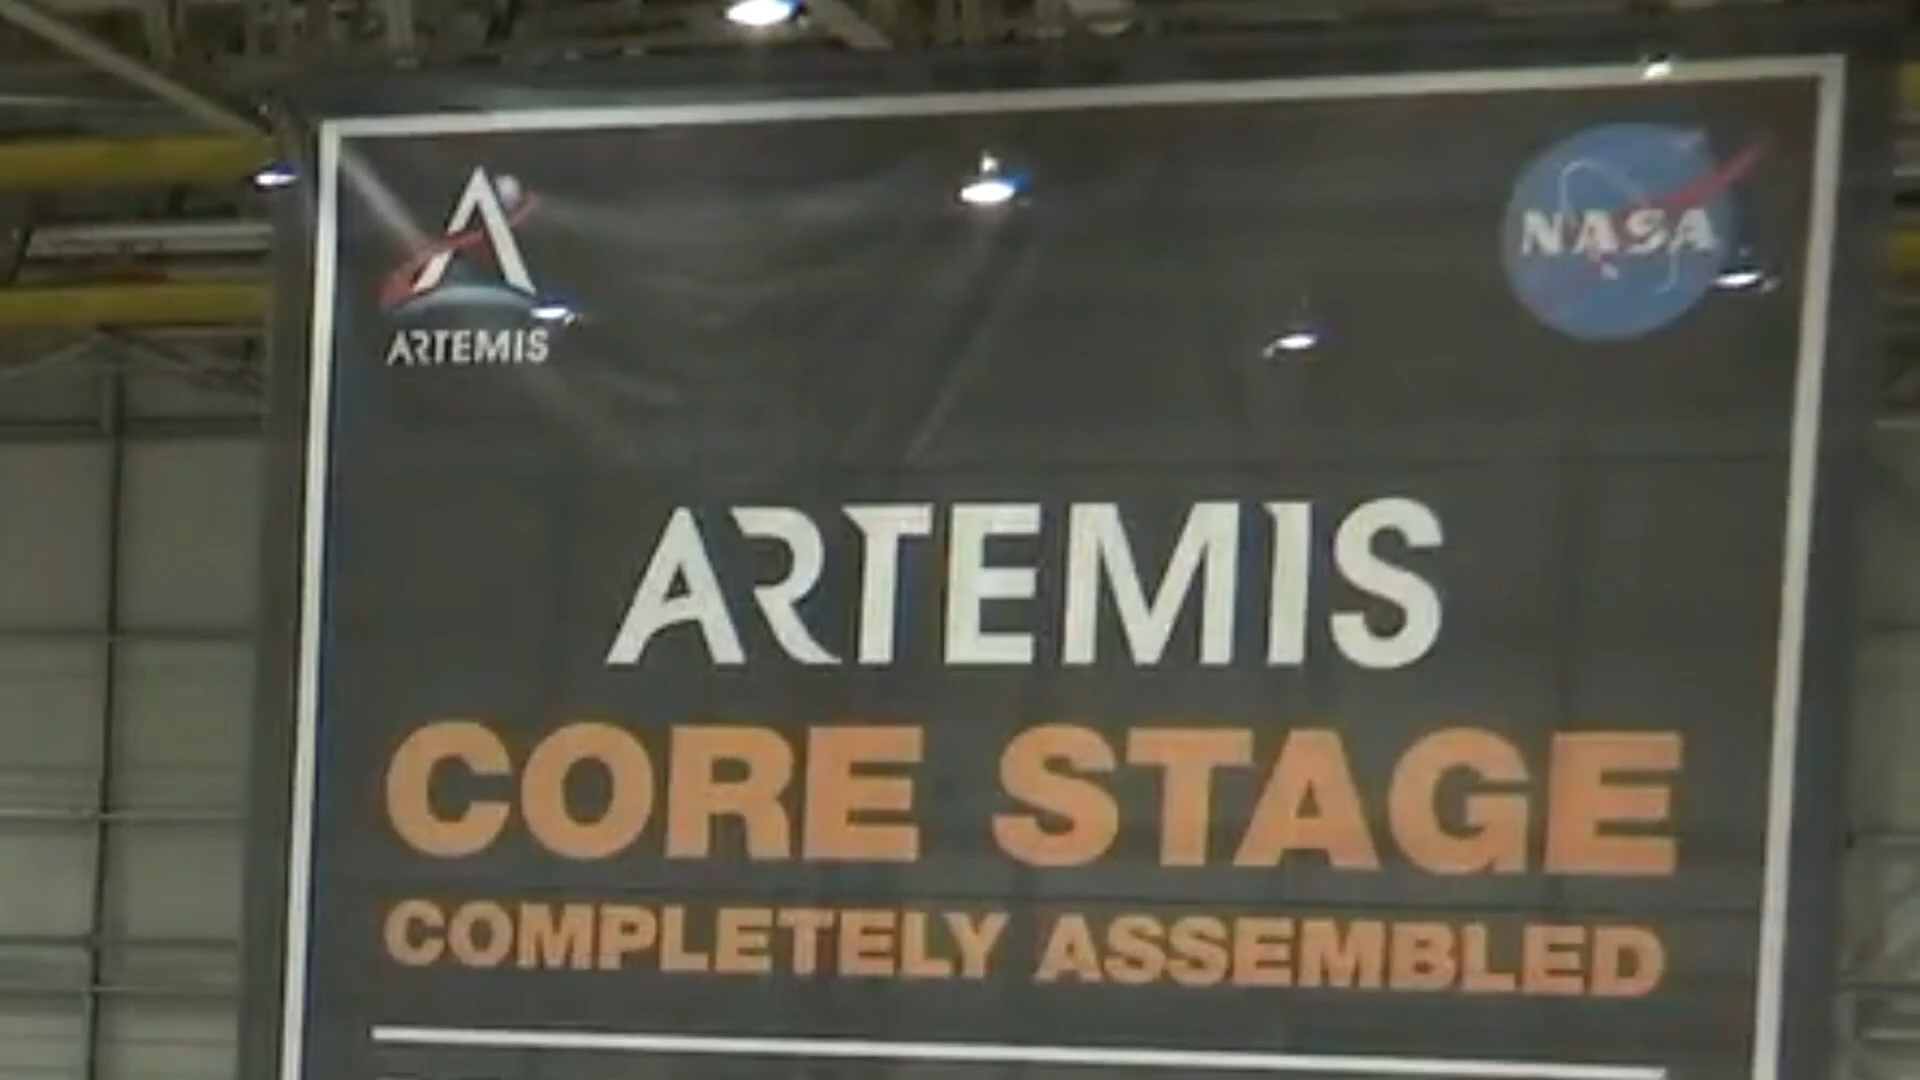 ARTEMIS
NASA
ARTEMIS
CORE STAGE
COMPLETELY ASSEMBLED